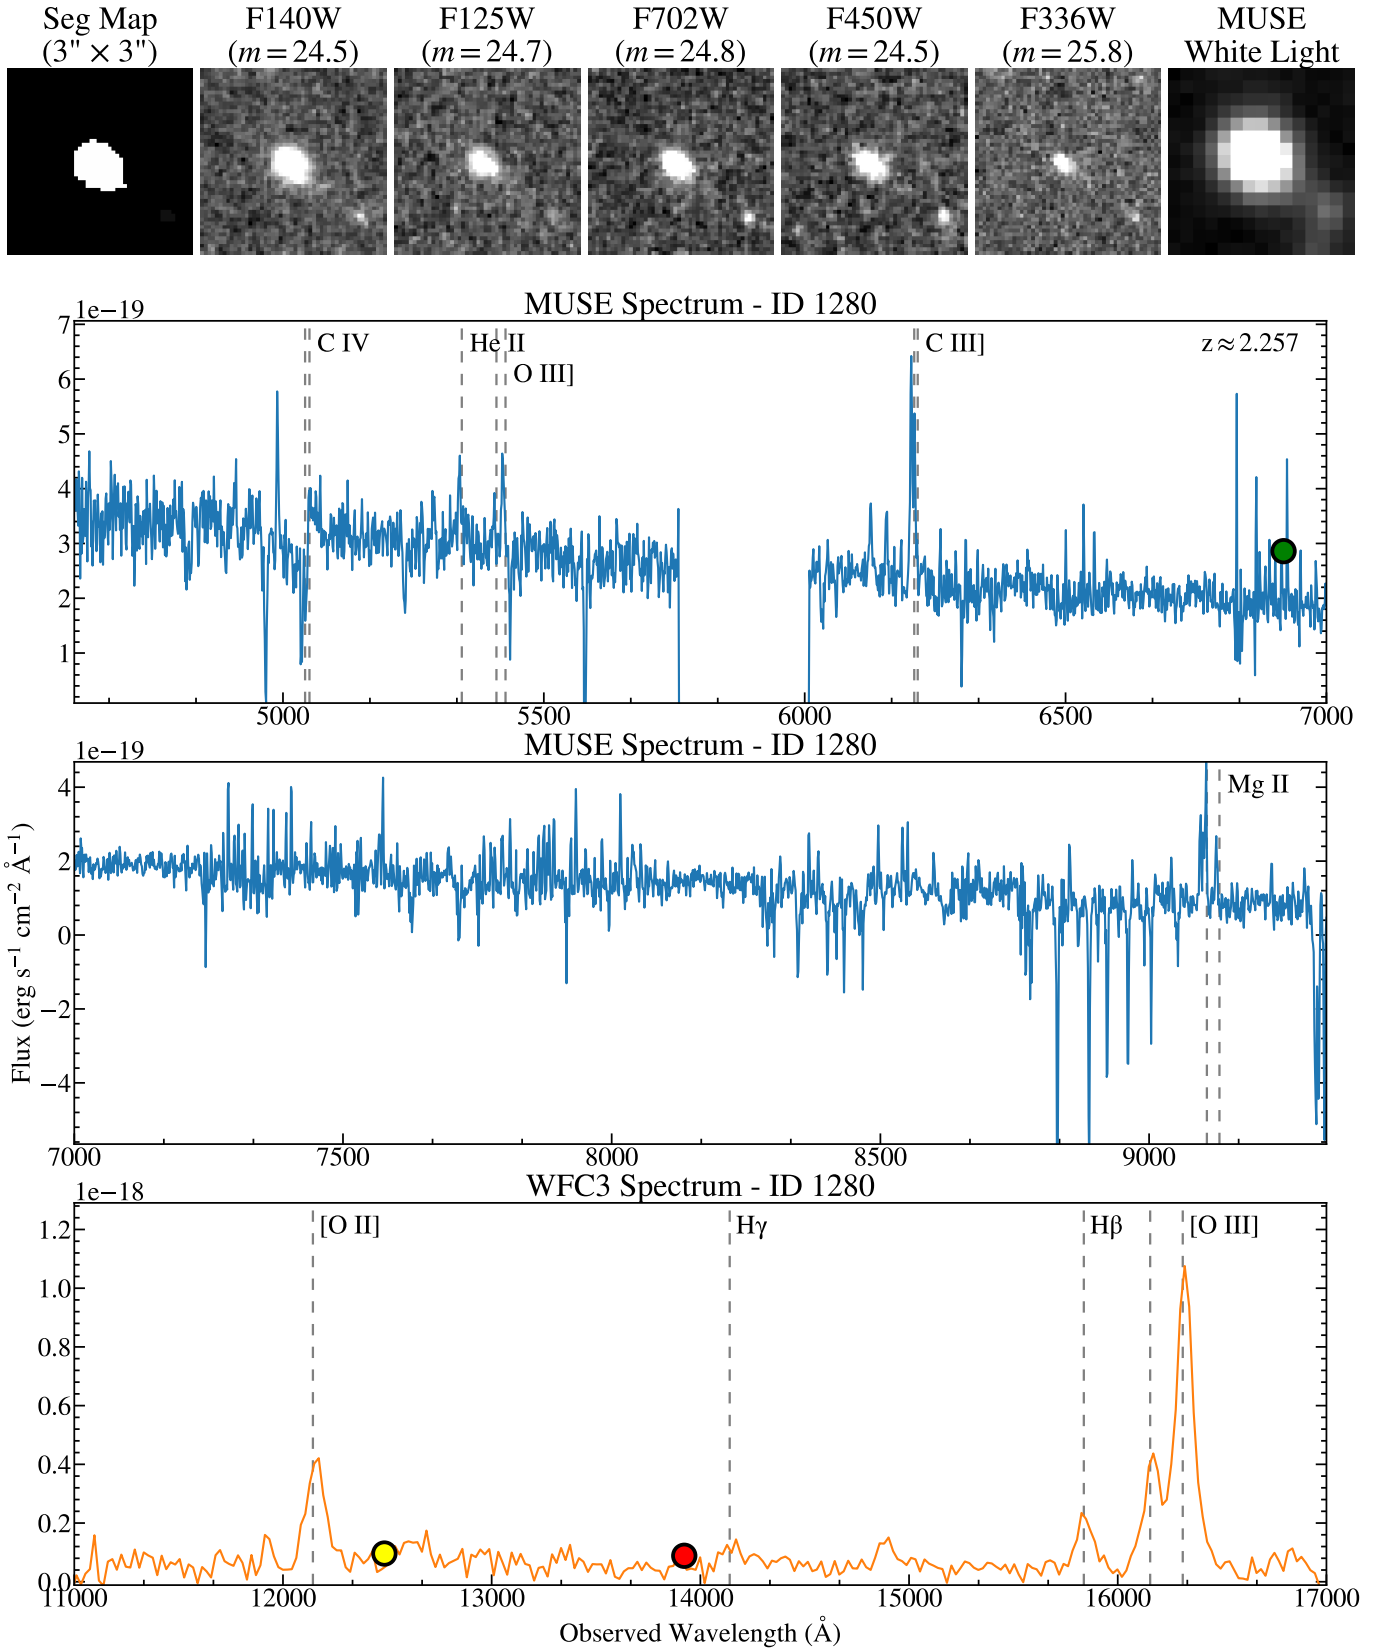 Seg Map F140W F125W F702W F450W F336W MUSE
(3" × 3") (m = 24.5) (m = 24.7) (m = 24.8) (m = 24.5) (m = 25.8) White Light
1e−19 MUSE Spectrum - ID 1280
7
6
5
4
3
2
1
C IV He II C III] z ≈ 2.257
O III]
5000 5500 6000 6500 7000
1e−19 MUSE Spectrum - ID 1280
4
2
0
−2
−4
Mg II
7000 7500 8000 8500 9000
Flux (erg s⁻¹ cm⁻² Å⁻¹)
1e−18 WFC3 Spectrum - ID 1280
1.2
1.0
0.8
0.6
0.4
0.2
0.0
[O II] Hγ Hβ [O III]
11000 12000 13000 14000 15000 16000 17000
Observed Wavelength (Å)